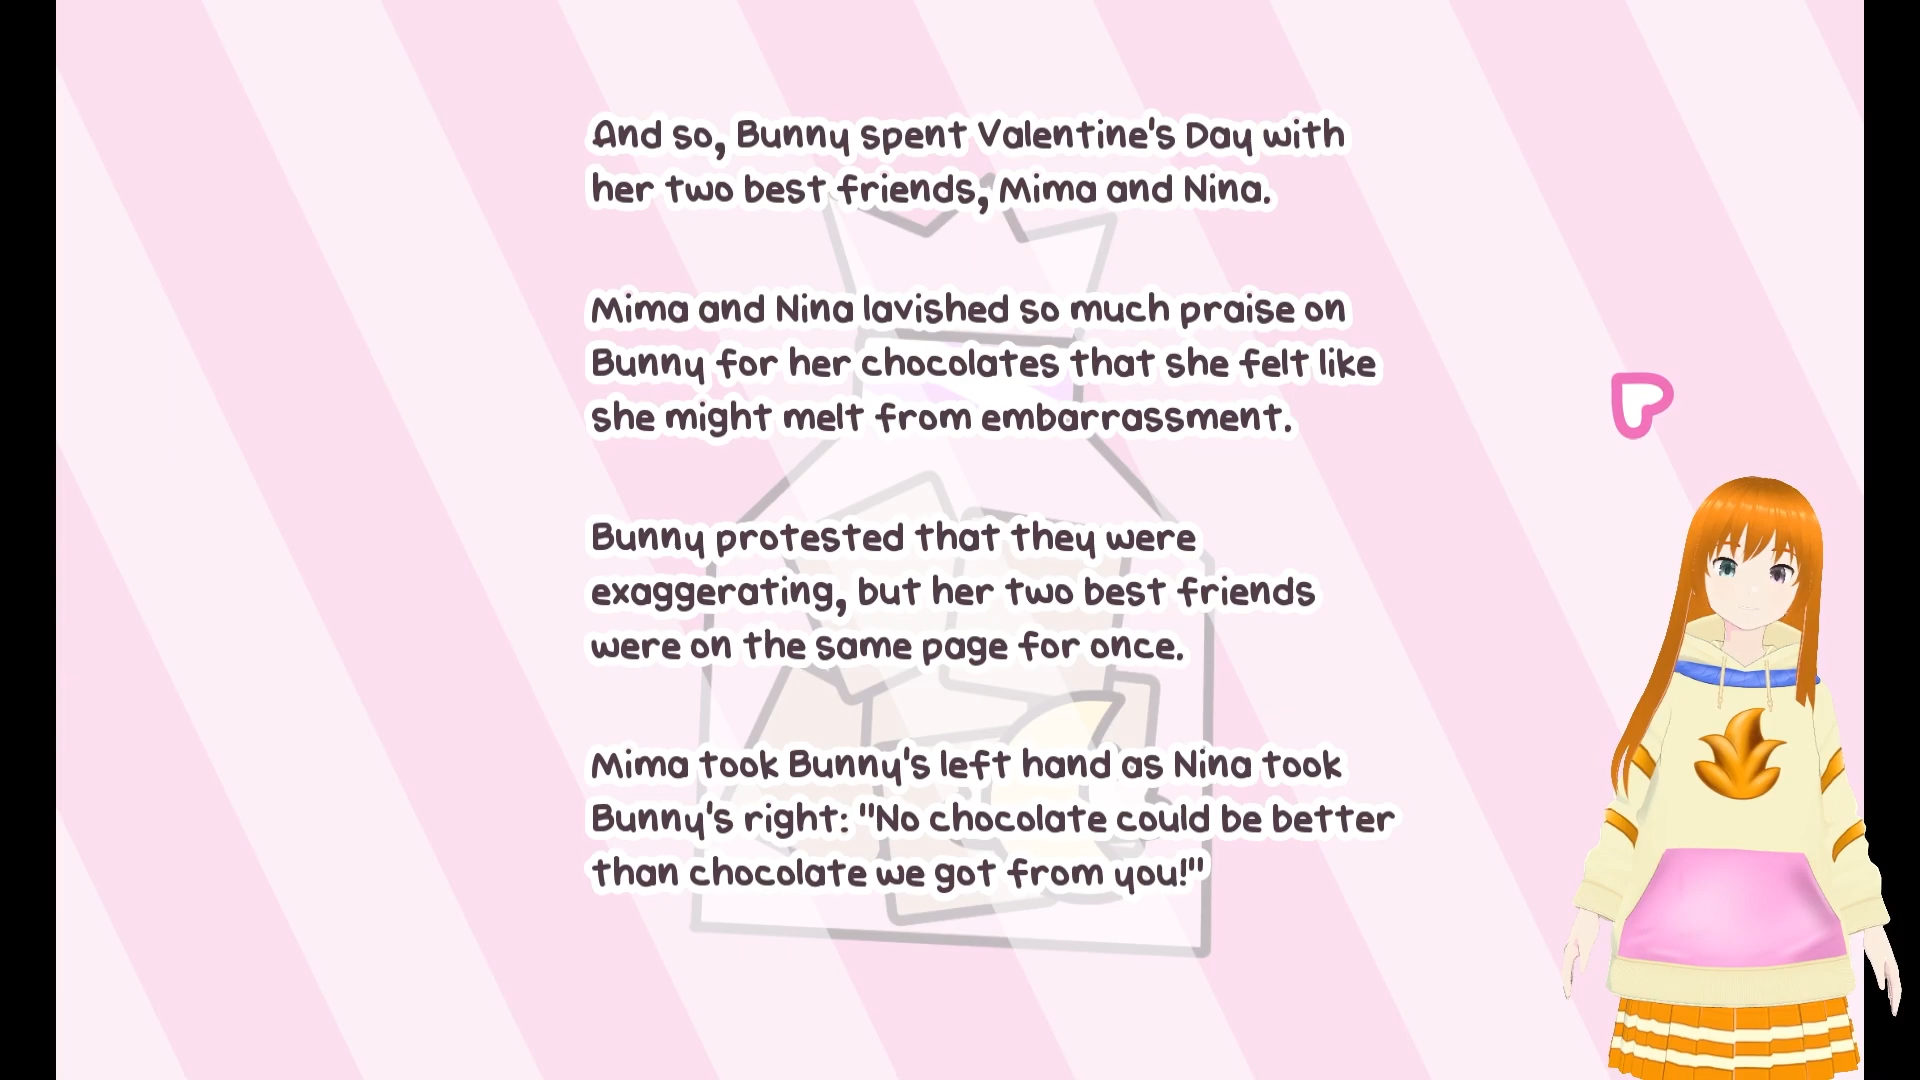 And so, Bunny spent Valentine's Day with
her two best friends, Mima and Nina.
Mima and Nina lavished so much praise on
Bunny for her chocolates that she felt like
she might melt from embarrassment.
Bunny protested that they were
exaggerating, but her two best friends
were on the same page for once.
Mima took Bunny's left hand as Nina took
Bunny's right: "No chocolate could be better
than chocolate we got from you!"